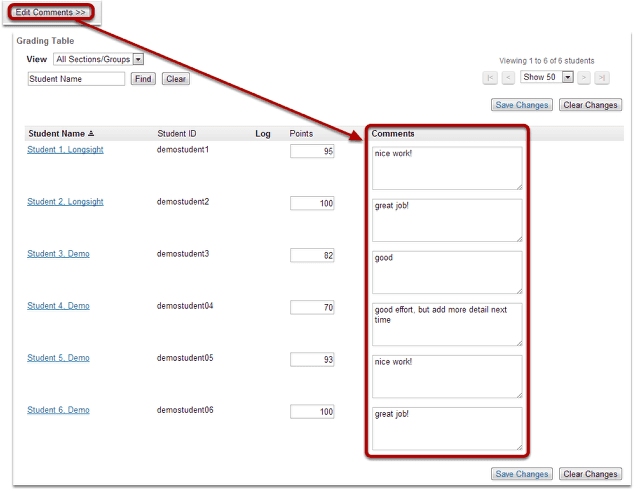 Edit Comments >>
Grading Table
View All Sections/Groups
Viewing 1 to 6 of 6 students
Student Name Find Clear
|< < Show 50 > >|
Save Changes Clear Changes
Student Name Student ID Log Points Comments
Student 1, Longsight demostudent1 95 nice work!
Student 2, Longsight demostudent2 100 great job!
Student 3, Demo demostudent3 82 good
Student 4, Demo demostudent04 70 good effort, but add more detail next
time
Student 5, Demo demostudent05 93 nice work!
Student 6, Demo demostudent06 100 great job!
Save Changes Clear Changes